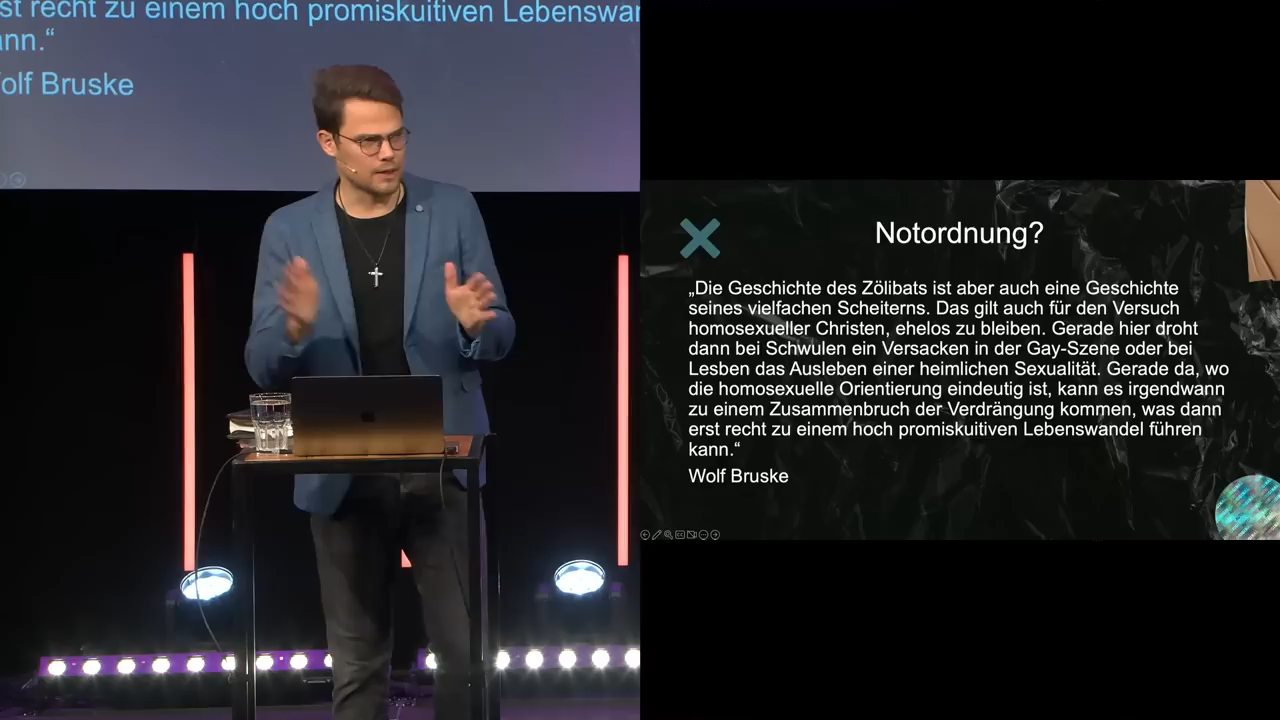 st recht zu einem hoch promiskuitiven Lebenswan
nn.“
olf Bruske
Notordnung?
„Die Geschichte des Zölibats ist aber auch eine Geschichte
seines vielfachen Scheiterns. Das gilt auch für den Versuch
homosexueller Christen, ehelos zu bleiben. Gerade hier droht
dann bei Schwulen ein Versacken in der Gay-Szene oder bei
Lesben das Ausleben einer heimlichen Sexualität. Gerade da, wo
die homosexuelle Orientierung eindeutig ist, kann es irgendwann
zu einem Zusammenbruch der Verdrängung kommen, was dann
erst recht zu einem hoch promiskuitiven Lebenswandel führen
kann.“
Wolf Bruske